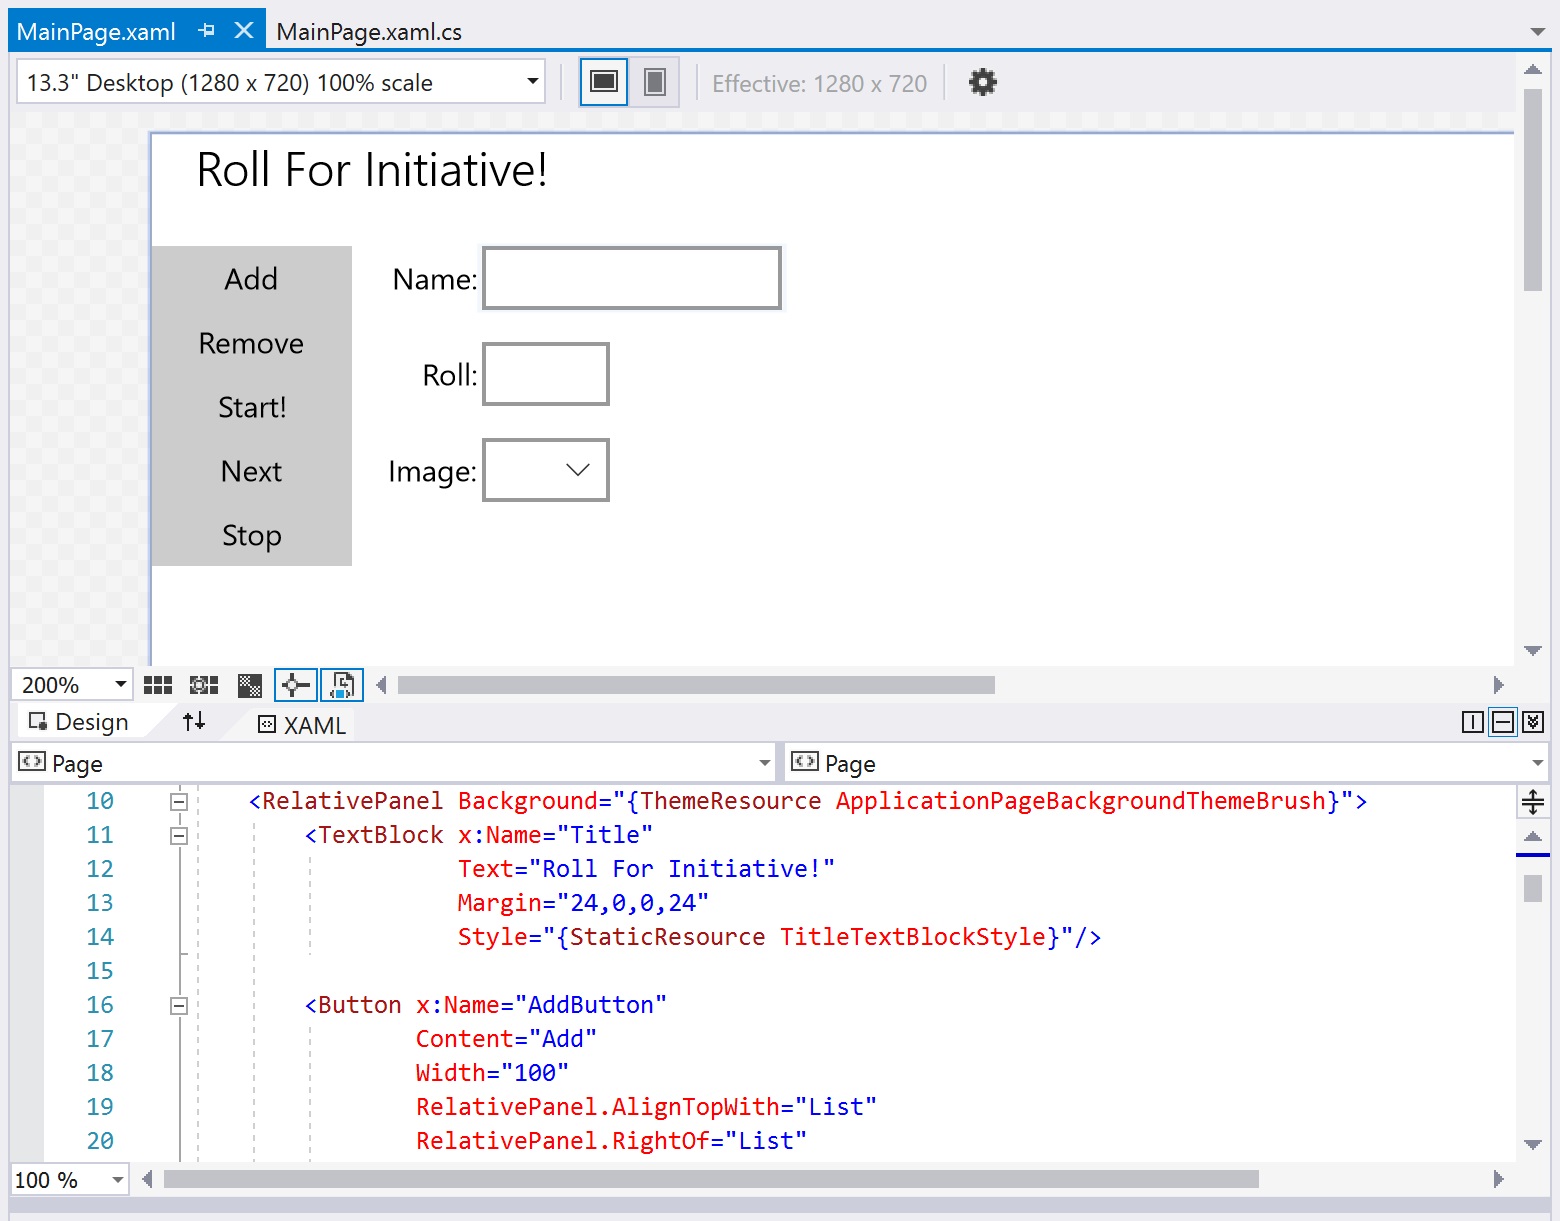 MainPage.xaml MainPage.xaml.cs
13.3" Desktop (1280 x 720) 100% scale Effective: 1280 x 720
Roll For Initiative!
Add Name:
Remove
Roll:
Start!
Next Image:
Stop
200%
Design XAML
Page Page
10 <RelativePanel Background="{ThemeResource ApplicationPageBackgroundThemeBrush}">
11 <TextBlock x:Name="Title"
12 Text="Roll For Initiative!"
13 Margin="24,0,0,24"
14 Style="{StaticResource TitleTextBlockStyle}"/>
15
16 <Button x:Name="AddButton"
17 Content="Add"
18 Width="100"
19 RelativePanel.AlignTopWith="List"
20 RelativePanel.RightOf="List"
100 %